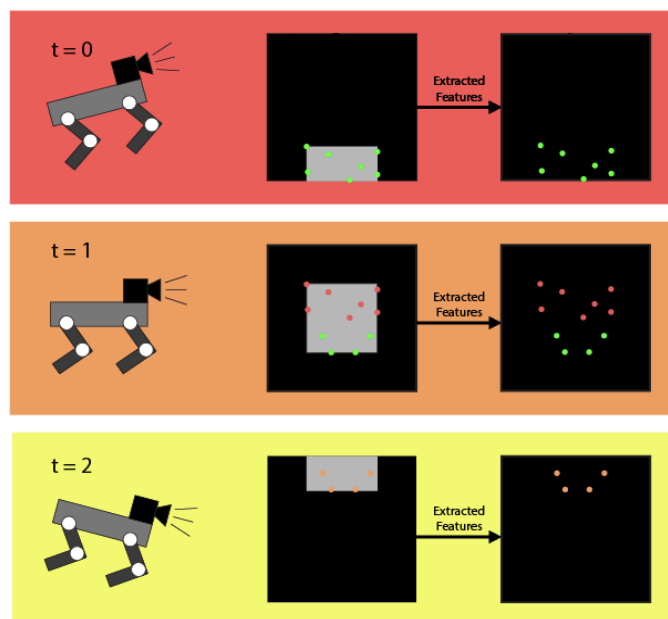 t = 0
Extracted
Features
t = 1
Extracted
Features
t = 2
Extracted
Features